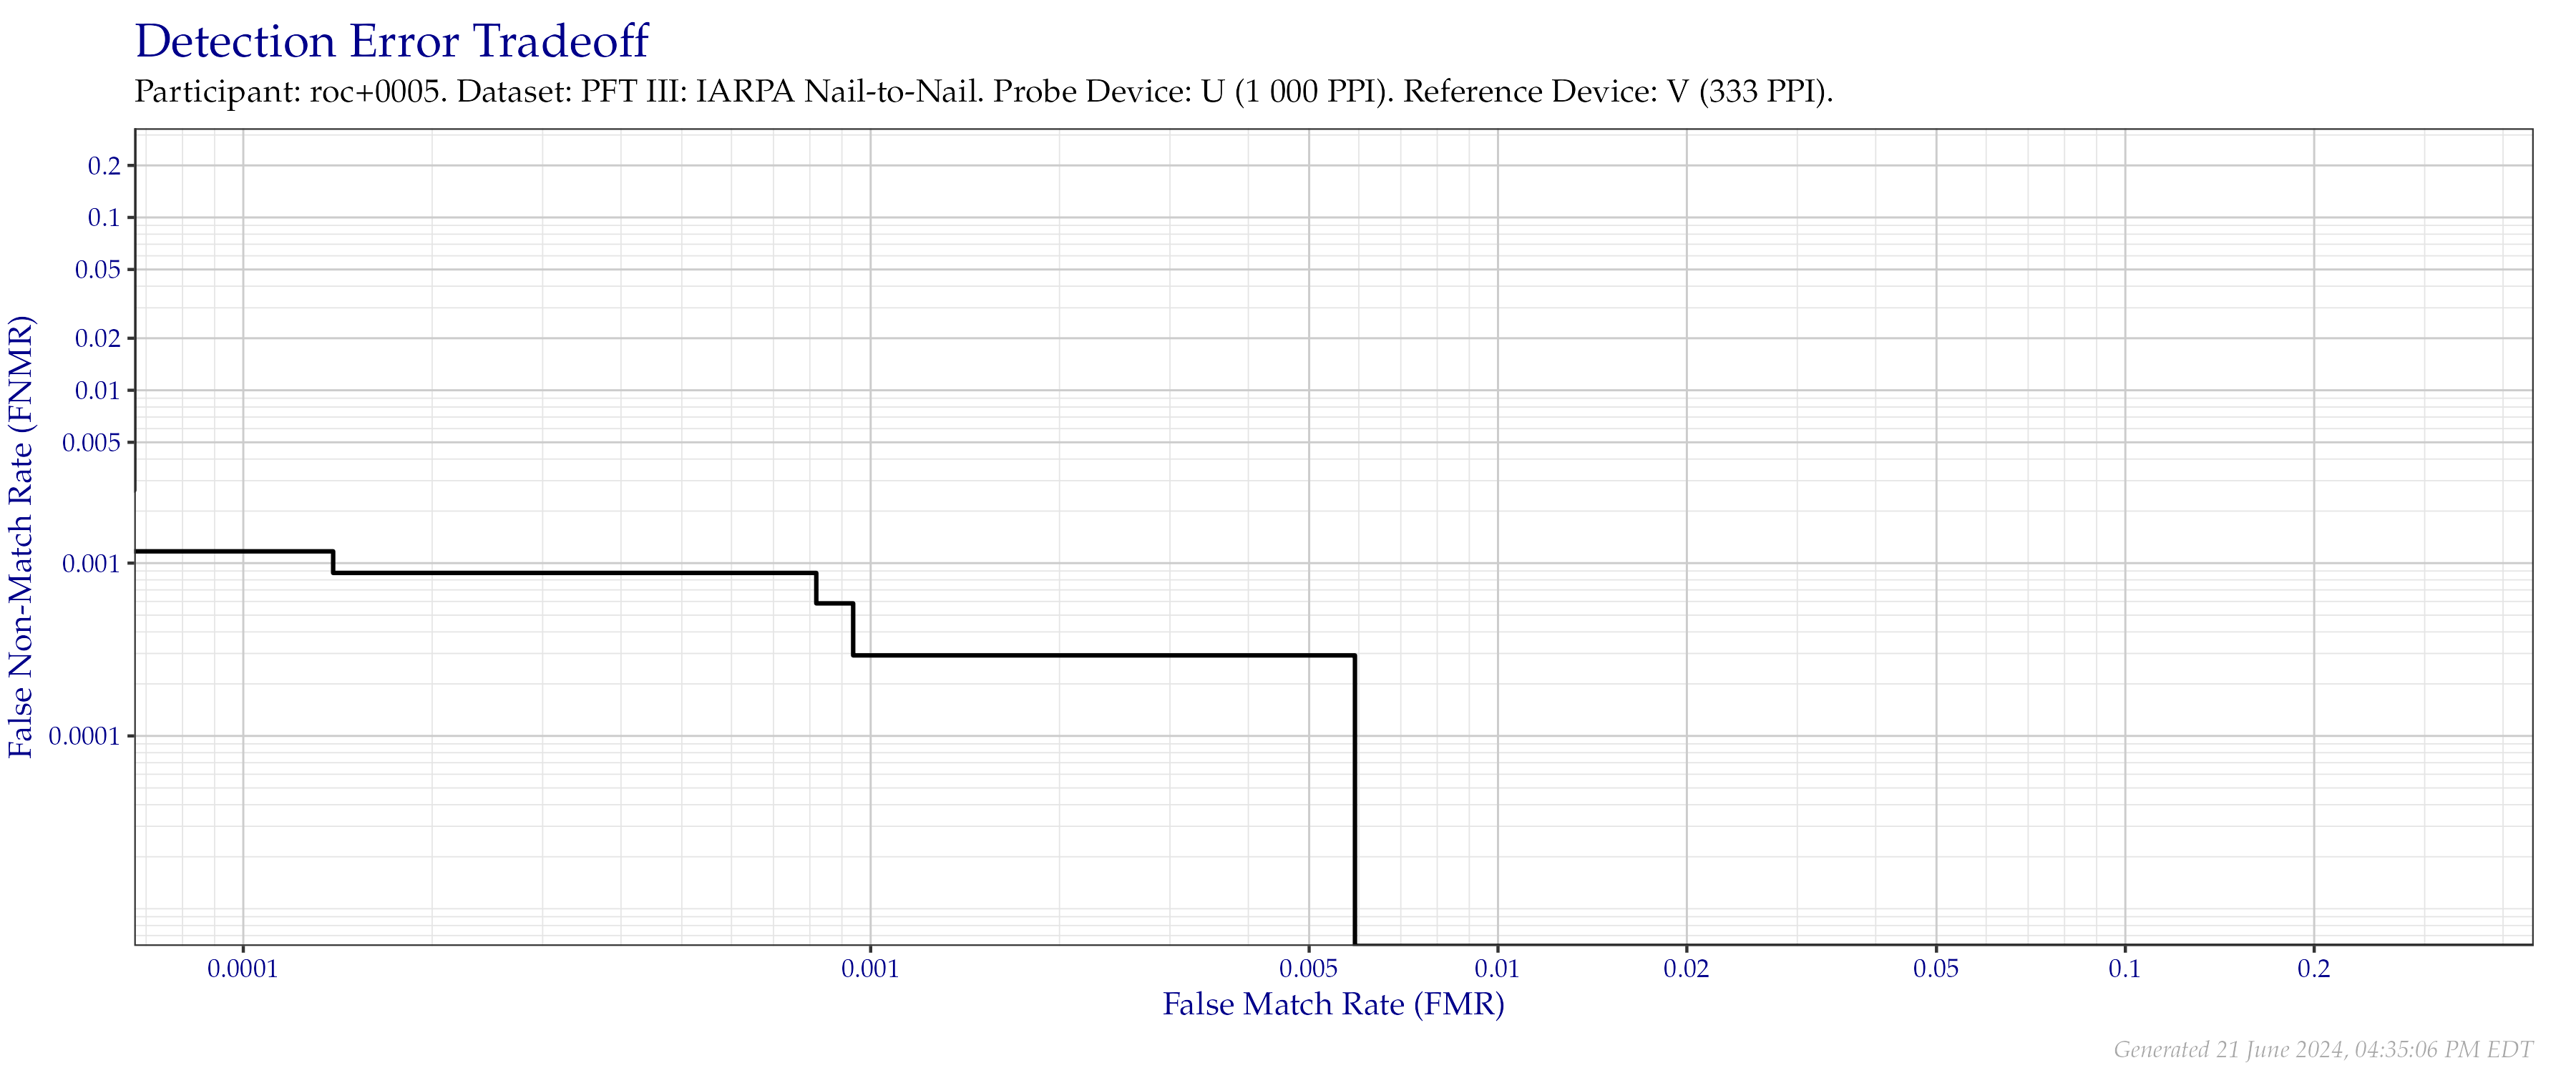 Detection Error Tradeoff
Participant: roc+0005. Dataset: PFT III: IARPA Nail-to-Nail. Probe Device: U (1 000 PPI). Reference Device: V (333 PPI).
False Non-Match Rate (FNMR)
0.2
0.1
0.05
0.02
0.01
0.005
0.001
0.0001
0.0001 0.001 0.005 0.01 0.02 0.05 0.1 0.2
False Match Rate (FMR)
Generated 21 June 2024, 04:35:06 PM EDT